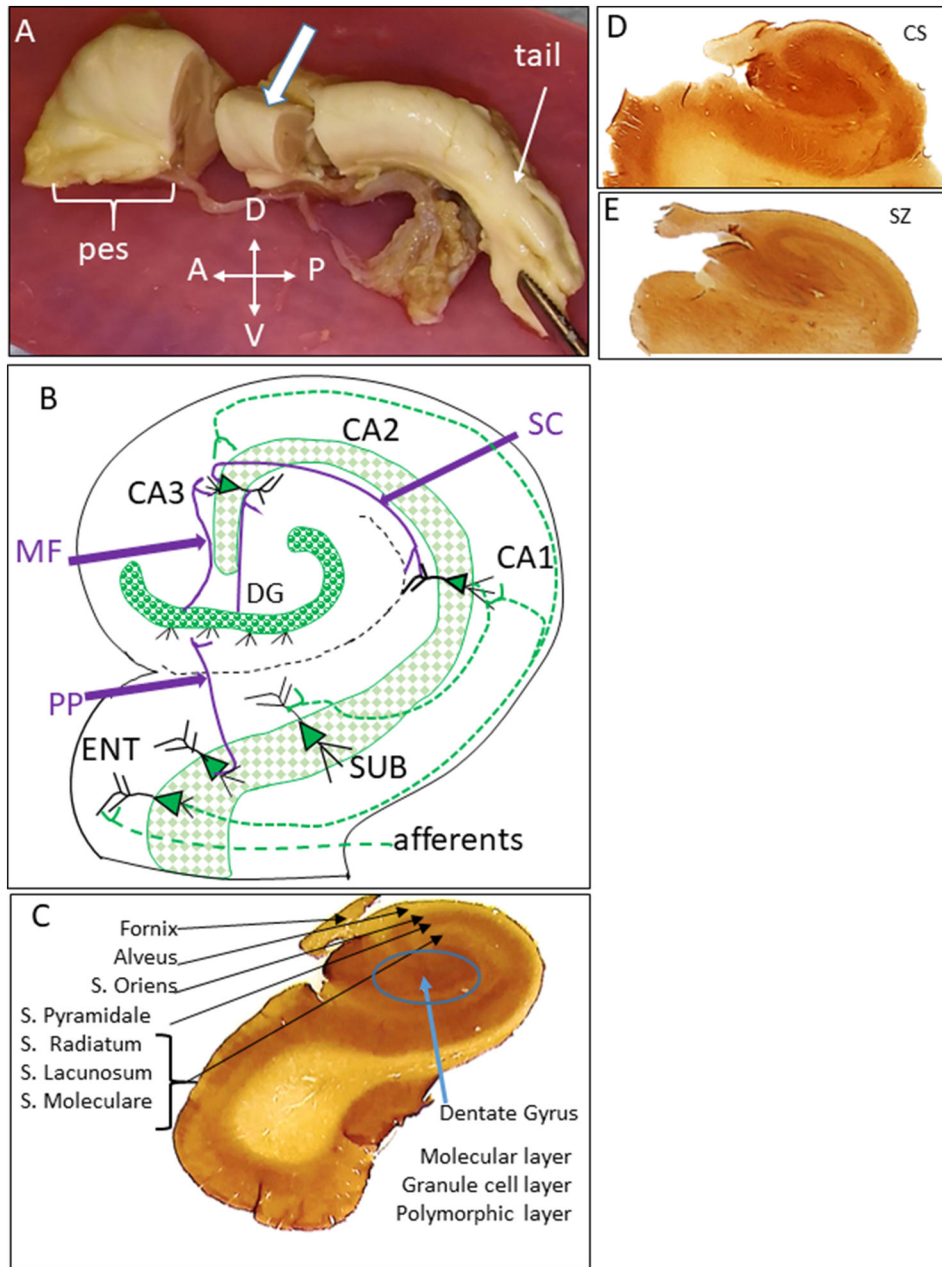 A
tail
pes
D
A
P
V
D
CS
E
SZ
B
CA2
SC
CA3
MF
CA1
DG
PP
ENT
SUB
afferents
C
Fornix
Alveus
S. Oriens
S. Pyramidale
S. Radiatum
S. Lacunosum
S. Moleculare
Dentate Gyrus
Molecular layer
Granule cell layer
Polymorphic layer